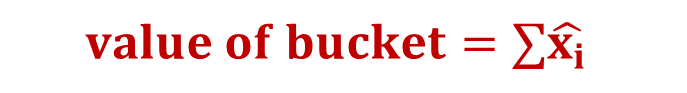 value of bucket = ∑x̂ᵢ